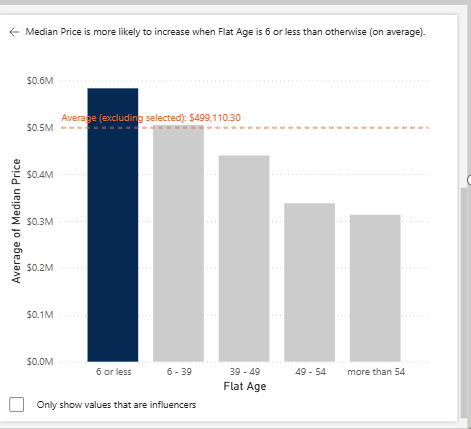 ← Median Price is more likely to increase when Flat Age is 6 or less than otherwise (on average).
$0.6M
Average (excluding selected): $499,110.30
$0.5M
$0.4M
$0.3M
$0.2M
$0.1M
$0.0M
Average of Median Price
6 or less 6 - 39 39 - 49 49 - 54 more than 54
Flat Age
Only show values that are influencers